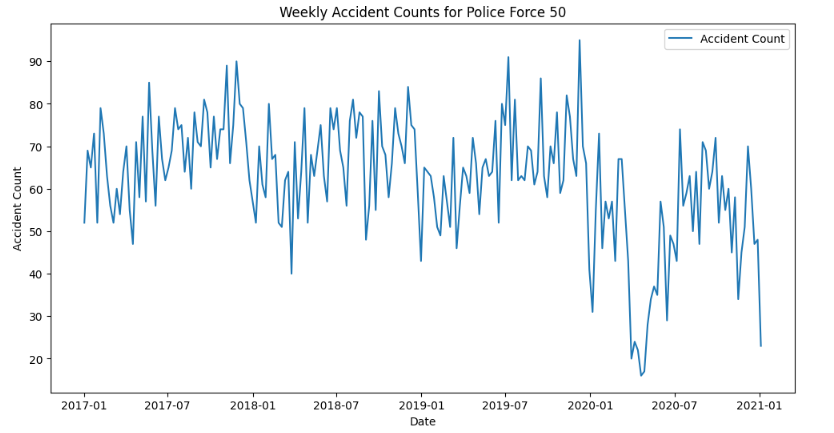 Weekly Accident Counts for Police Force 50
Accident Count
90
80
70
60
50
40
30
20
Accident Count
2017-01 2017-07 2018-01 2018-07 2019-01 2019-07 2020-01 2020-07 2021-01
Date